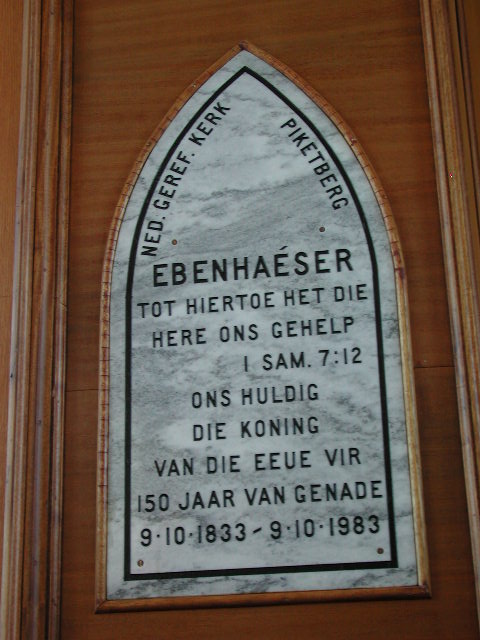 NED. GEREF. KERK
PIKETBERG
EBENHAÉSER
TOT HIERTOE HET DIE
HERE ONS GEHELP
1 SAM. 7:12
ONS HULDIG
DIE KONING
VAN DIE EEUE VIR
150 JAAR VAN GENADE
9·10·1833 - 9·10·1983